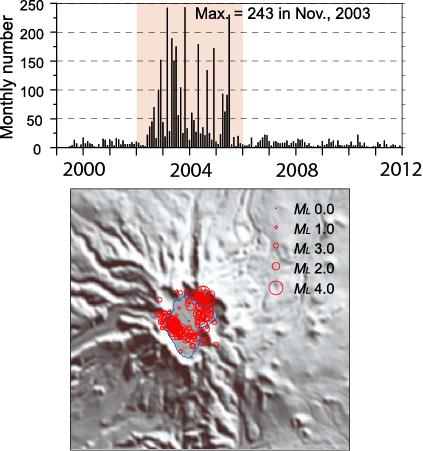 250
Max. = 243 in Nov., 2003
200
150
100
50
0
Monthly number
2000 2004 2008 2012
ML 0.0
ML 1.0
ML 3.0
ML 2.0
ML 4.0